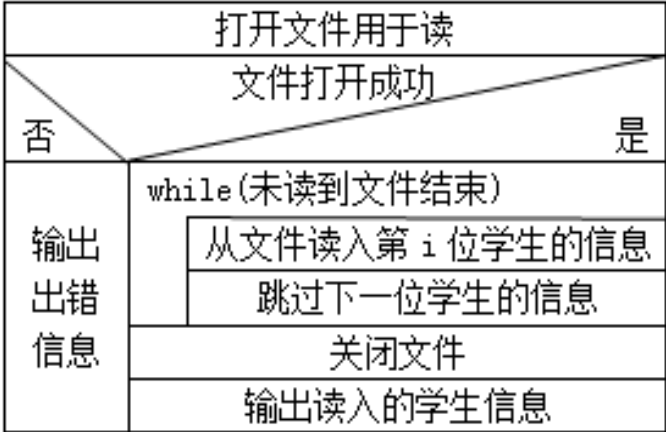 打开文件用于读
文件打开成功
否
是
输出
出错
信息
while(未读到文件结束)
从文件读入第 i 位学生的信息
跳过下一位学生的信息
关闭文件
输出读入的学生信息